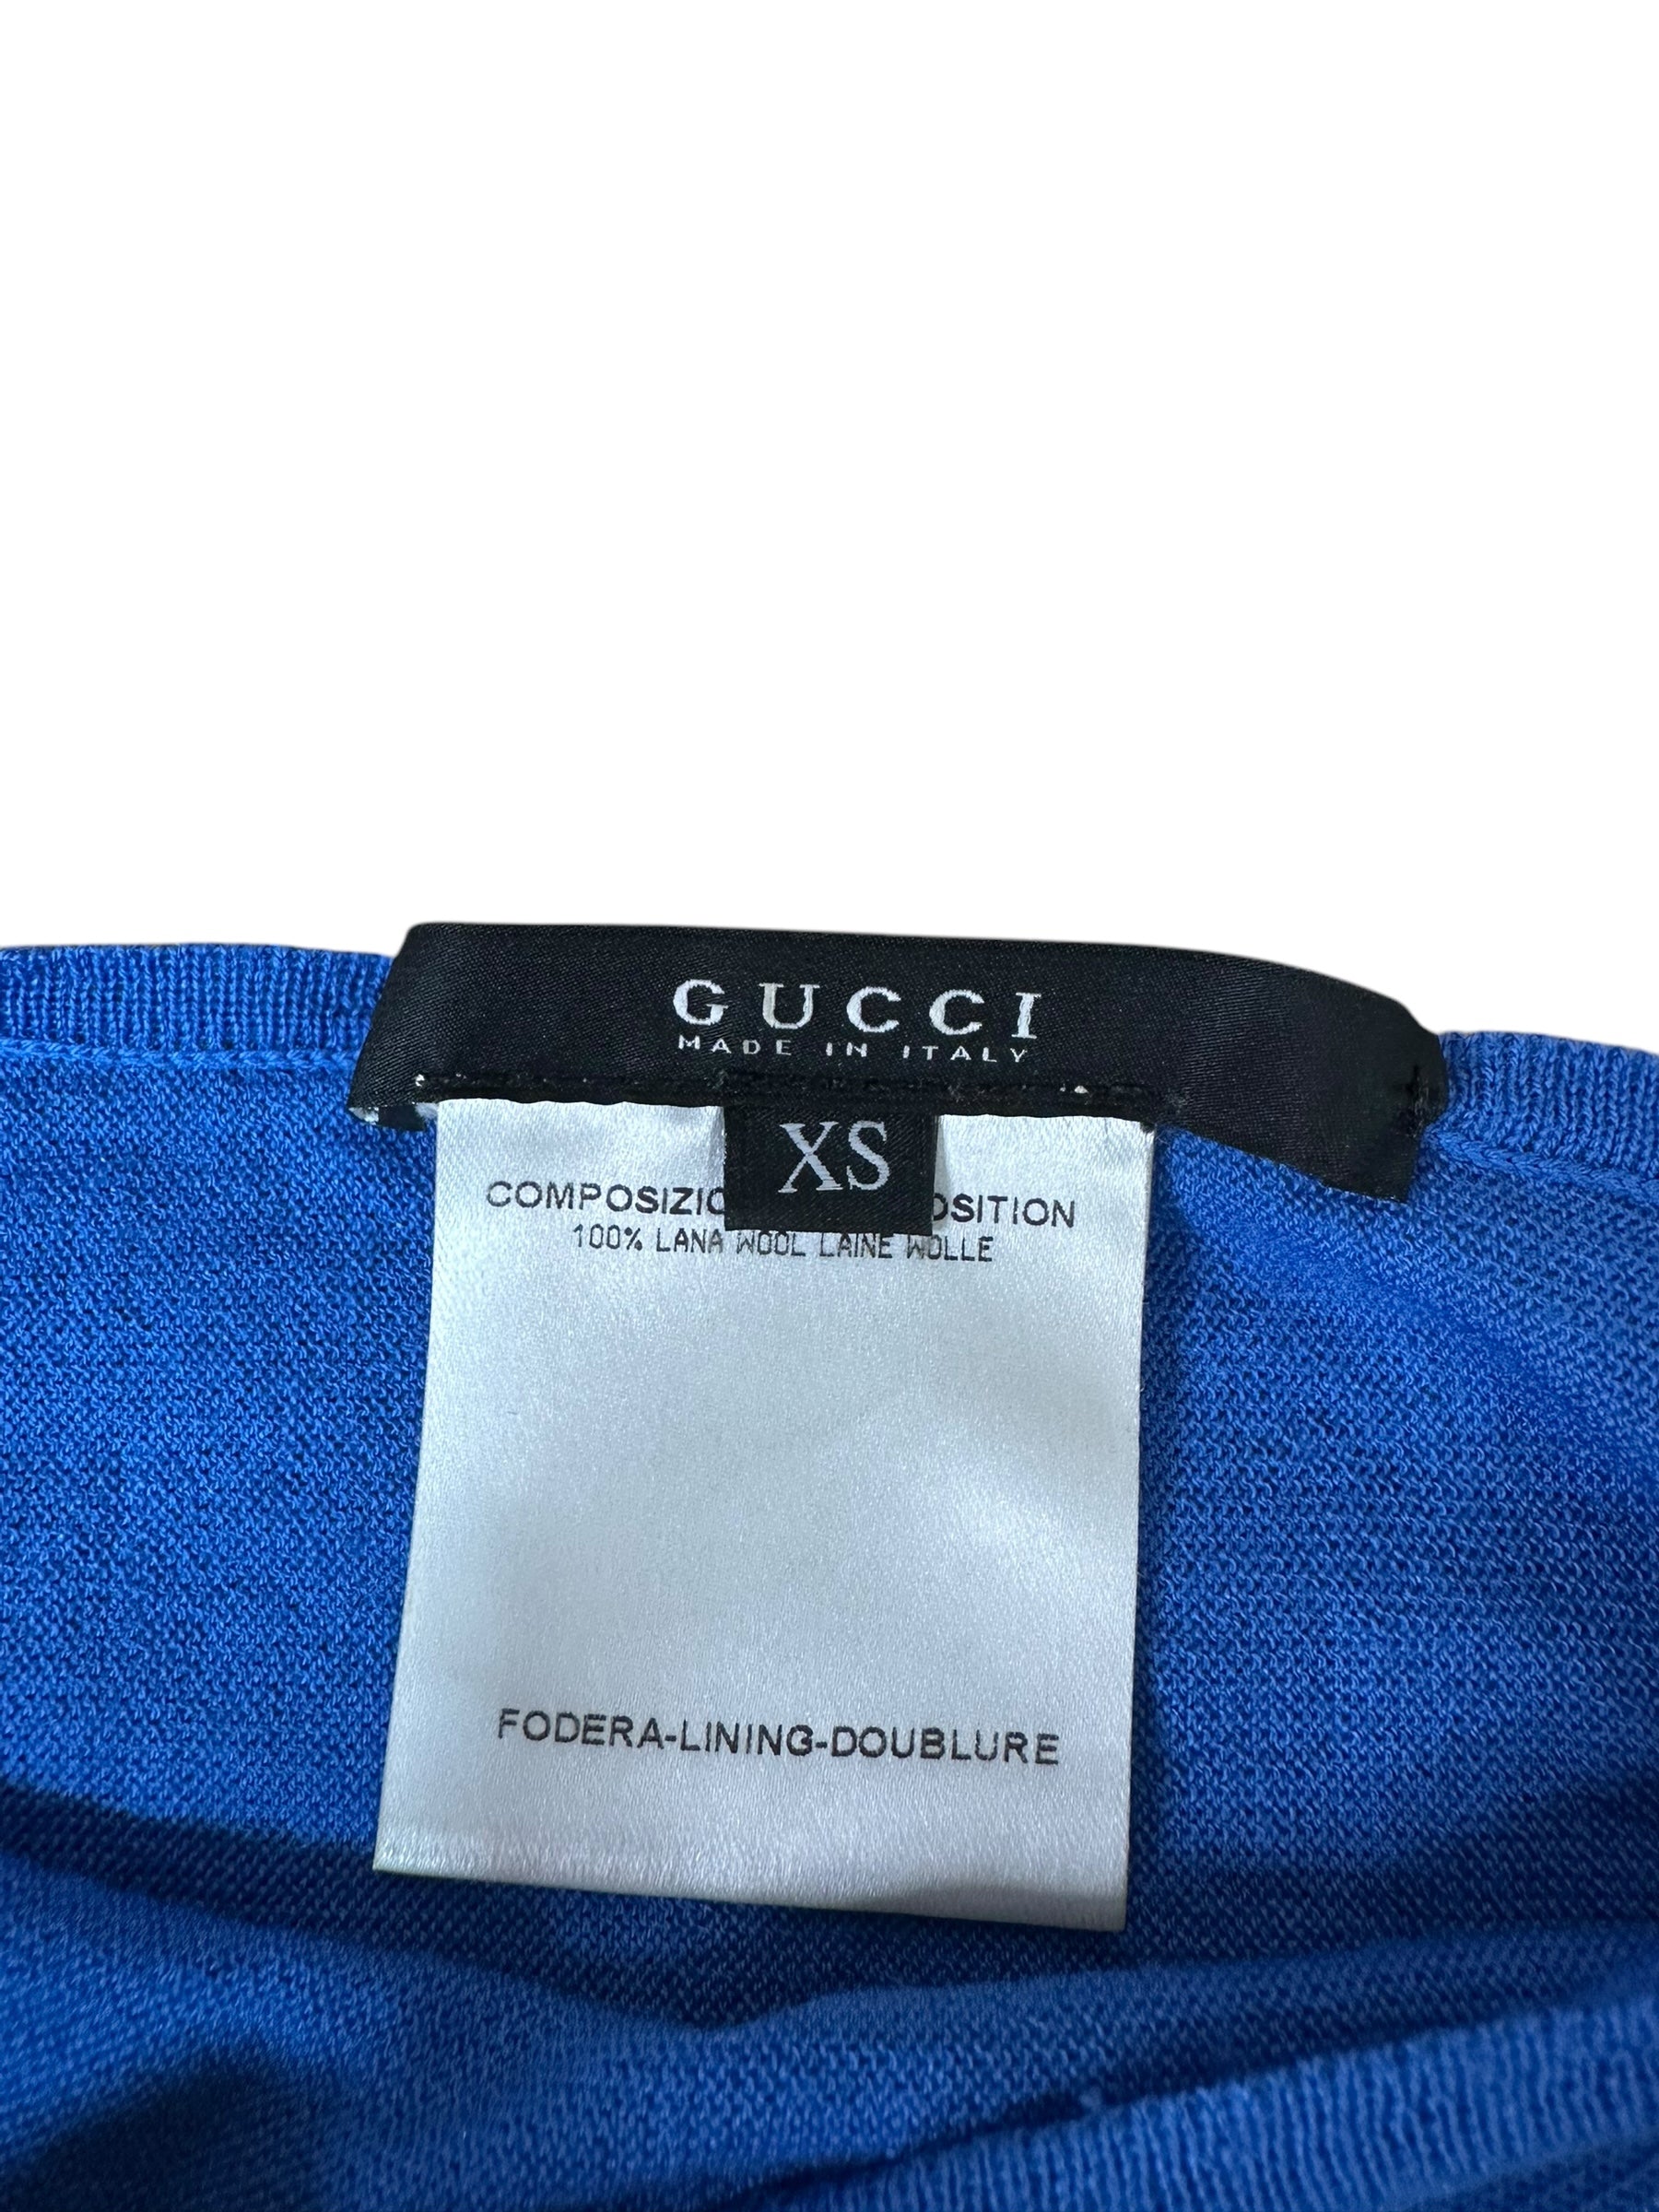 GUCCI
MADE IN ITALY
XS
COMPOSIZIO OSITION
100% LANA WOOL LAINE WOLLE
FODERA-LINING-DOUBLURE